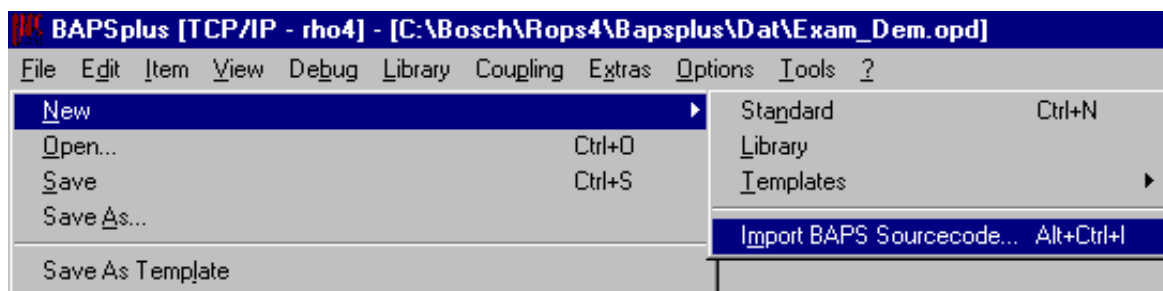 BAPSplus [TCP/IP - rho4] - [C:\Bosch\Rops4\Bapsplus\Dat\Exam_Dem.opd]
File Edit Item View Debug Library Coupling Extras Options Tools ?
New
Open... Ctrl+O
Save Ctrl+S
Save As...
Save As Template
Standard Ctrl+N
Library
Templates
Import BAPS Sourcecode... Alt+Ctrl+I